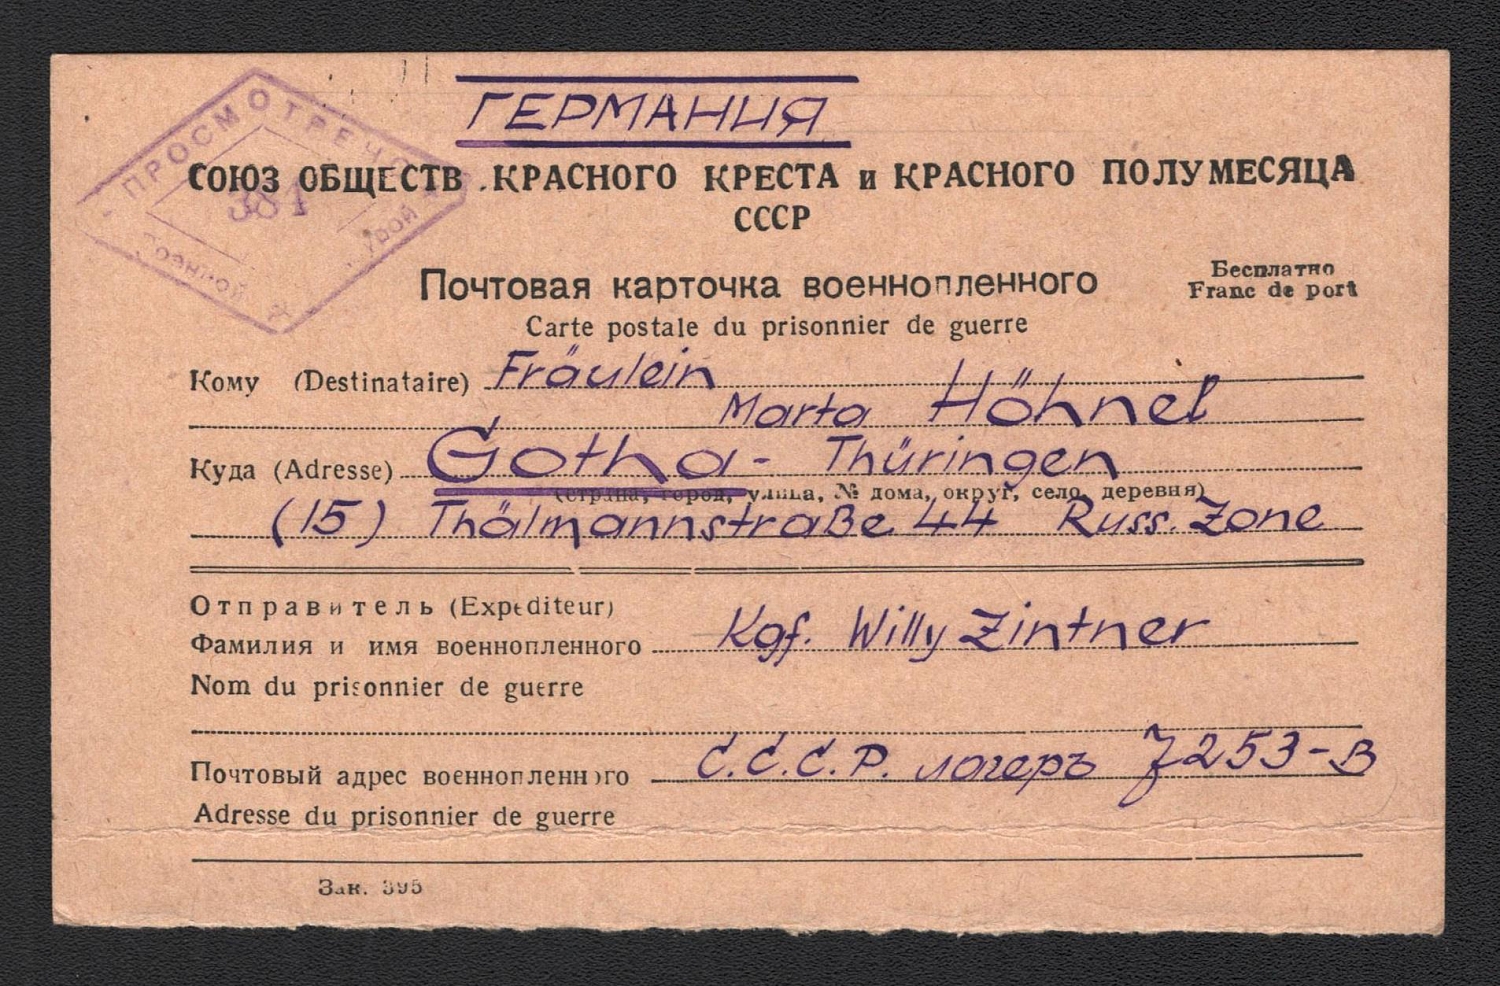 ГЕРМАНИЯ
ПРОСМОТРЕНО
381
ВОЕННОЙ
СОЮЗ ОБЩЕСТВ КРАСНОГО КРЕСТА и КРАСНОГО ПОЛУМЕСЯЦА
СССР
Почтовая карточка военнопленного
Бесплатно
Franc de port
Carte postale du prisonnier de guerre
Кому (Destinataire) Fräulein
Marta Höhnel
Куда (Adresse) Gotha - Thüringen
(страна, город, улица, № дома, округ, село, деревня)
(15) Thälmannstraße 44 Russ. Zone
Отправитель (Expéditeur)
Фамилия и имя военнопленного Kgf. Willy Zintner
Nom du prisonnier de guerre
Почтовый адрес военнопленного С.С.С.Р. лагеръ 7253-В
Adresse du prisonnier de guerre
Зак. 395